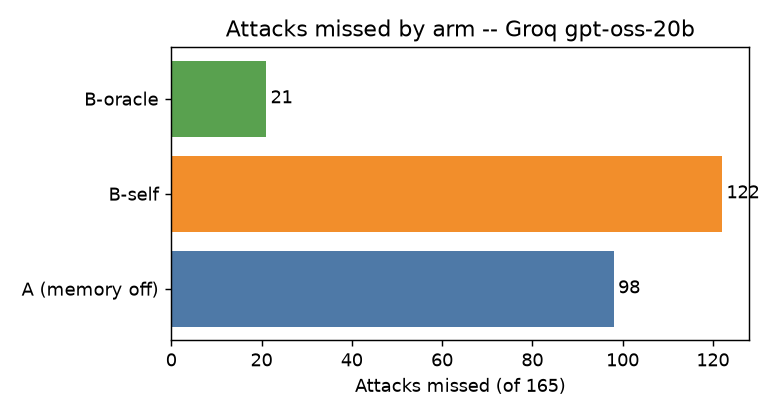 Attacks missed by arm -- Groq gpt-oss-20b
B-oracle
21
B-self
122
A (memory off)
98
0 20 40 60 80 100 120
Attacks missed (of 165)